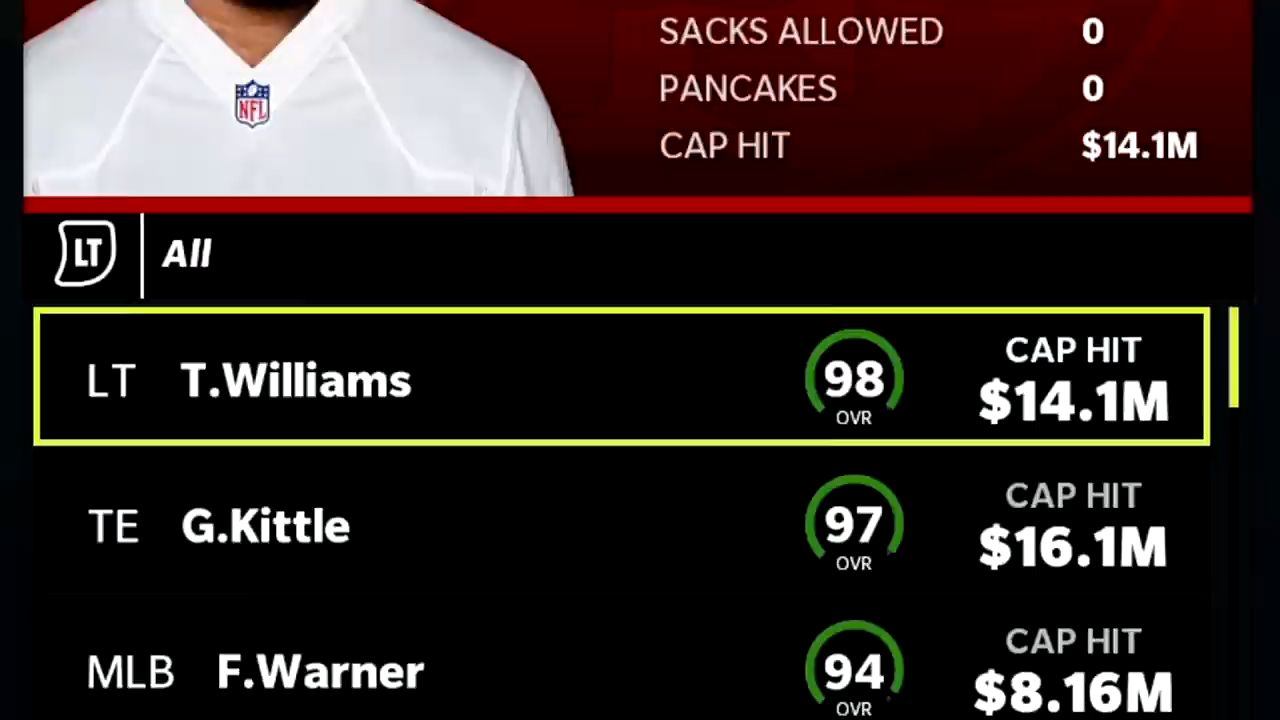 SACKS ALLOWED 0
PANCAKES 0
CAP HIT $14.1M
NFL
LT All
LT T.Williams 98 OVR CAP HIT $14.1M
TE G.Kittle 97 OVR CAP HIT $16.1M
MLB F.Warner 94 OVR CAP HIT $8.16M